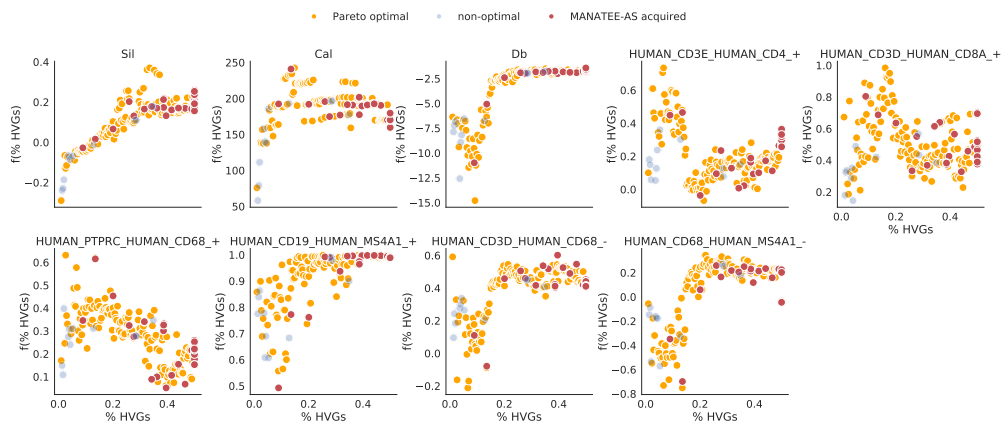 Pareto optimal non-optimal MANATEE-AS acquired
Sil Cal Db HUMAN_CD3E_HUMAN_CD4_+ HUMAN_CD3D_HUMAN_CD8A_+
f(% HVGs) f(% HVGs) f(% HVGs) f(% HVGs) f(% HVGs)
0.4 0.2 0.0 −0.2
250 200 150 100 50
−2.5 −5.0 −7.5 −10.0 −12.5 −15.0
0.6 0.4 0.2 0.0
1.0 0.8 0.6 0.4 0.2
0.0 0.2 0.4
% HVGs
HUMAN_PTPRC_HUMAN_CD68_+ HUMAN_CD19_HUMAN_MS4A1_+ HUMAN_CD3D_HUMAN_CD68_- HUMAN_CD68_HUMAN_MS4A1_-
f(% HVGs) f(% HVGs) f(% HVGs) f(% HVGs)
0.6 0.5 0.4 0.3 0.2 0.1
1.0 0.9 0.8 0.7 0.6 0.5
0.6 0.4 0.2 0.0 −0.2
0.4 0.2 0.0 −0.2 −0.4 −0.6 −0.8
0.0 0.2 0.4 0.0 0.2 0.4 0.0 0.2 0.4 0.0 0.2 0.4
% HVGs % HVGs % HVGs % HVGs